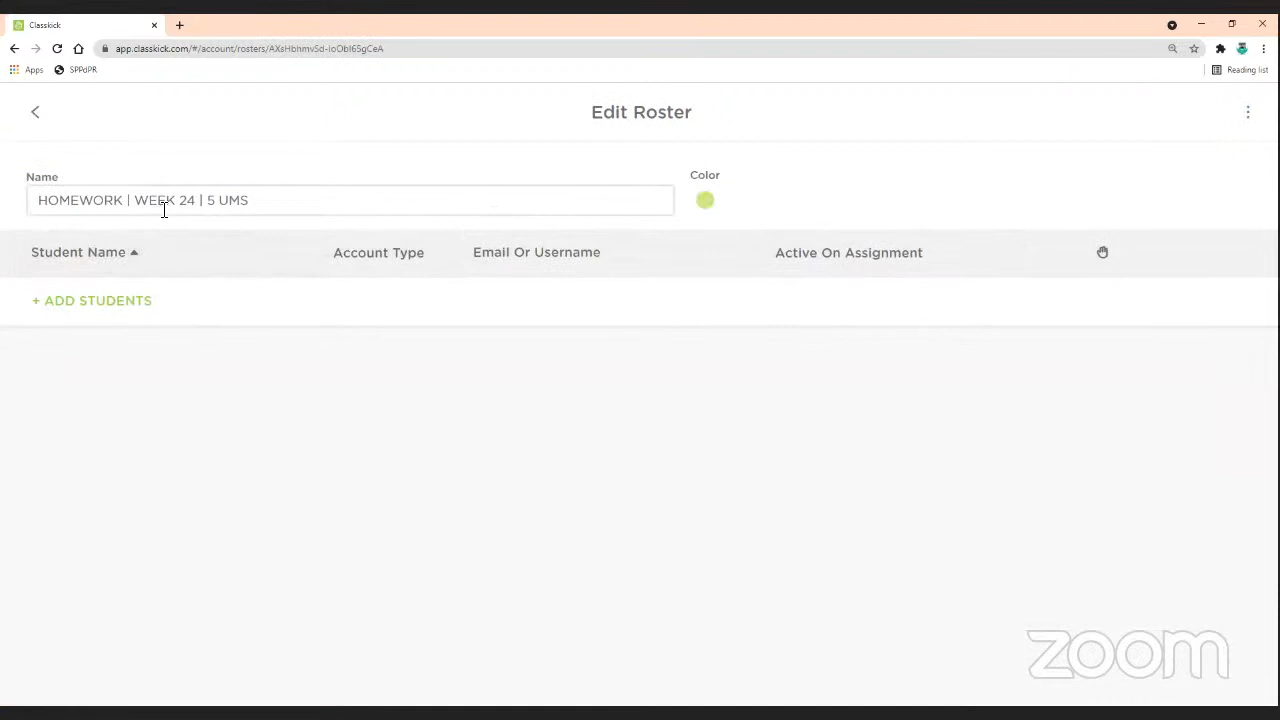 Classkick
app.classkick.com/#/account/rosters/AXsHbhmvSd-IoObI65gCeA
Apps SPPdPR Reading list
Edit Roster
Name Color
HOMEWORK | WEEK 24 | 5 UMS
Student Name Account Type Email Or Username Active On Assignment
+ ADD STUDENTS
zoom